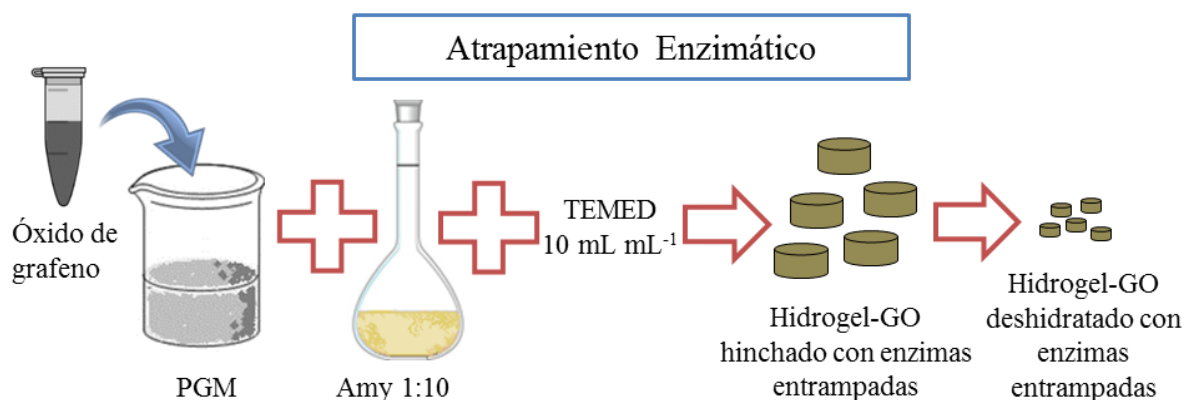 Atrapamiento Enzimático
Óxido de
grafeno
PGM
Amy 1:10
TEMED
10 mL mL⁻¹
Hidrogel-GO
hinchado con enzimas
entrampadas
Hidrogel-GO
deshidratado con
enzimas
entrampadas